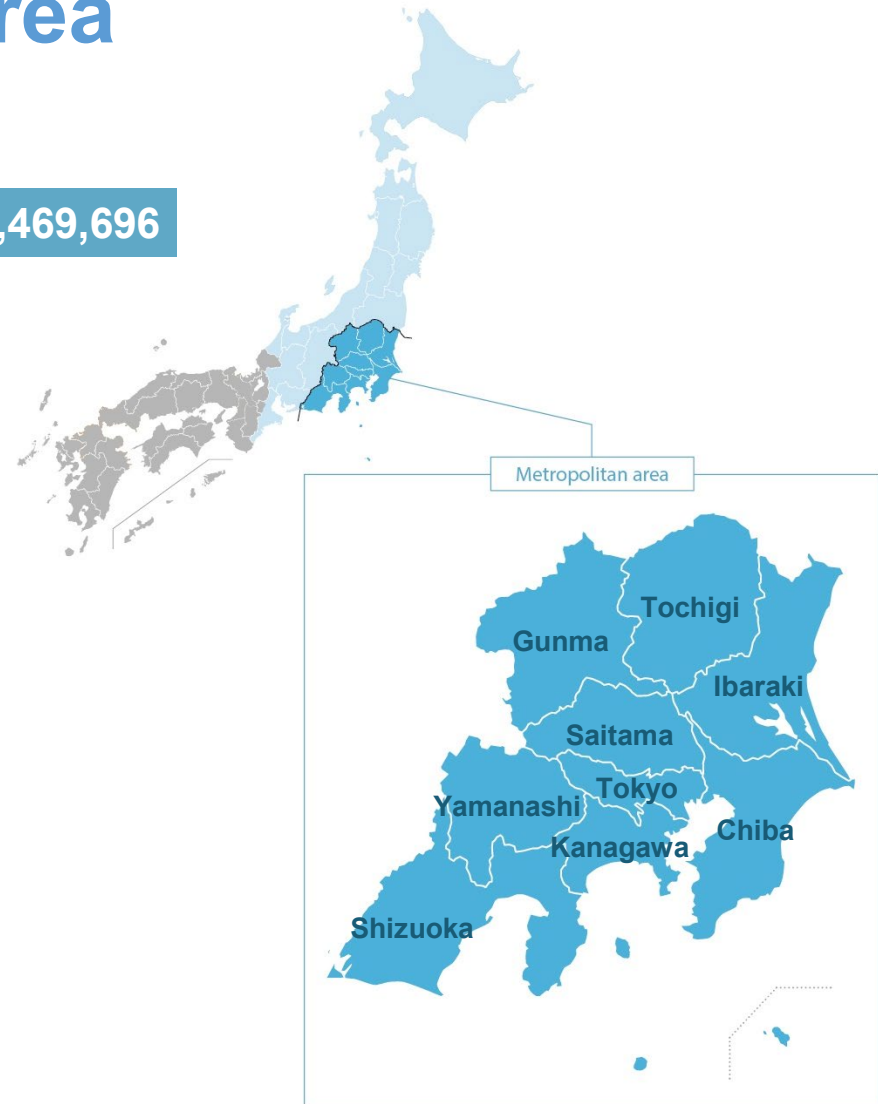 rea
,469,696
Metropolitan area
Tochigi
Gunma
Ibaraki
Saitama
Tokyo
Yamanashi
Chiba
Kanagawa
Shizuoka